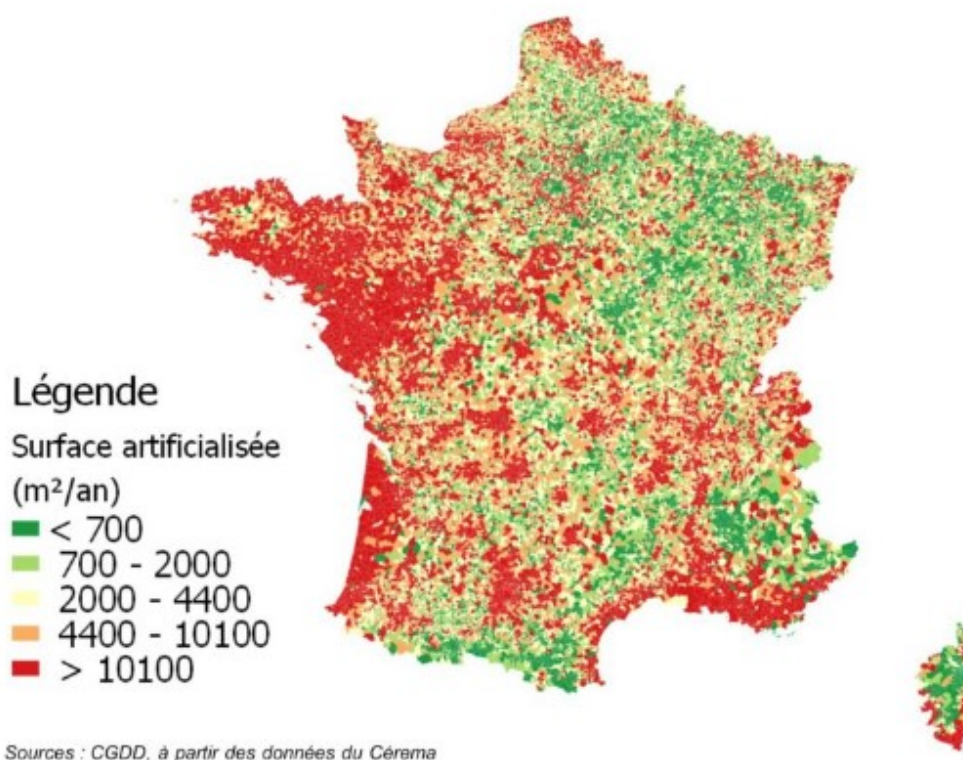 Légende
Surface artificialisée
(m²/an)
< 700
700 - 2000
2000 - 4400
4400 - 10100
> 10100
Sources : CGDD, à partir des données du Cérema